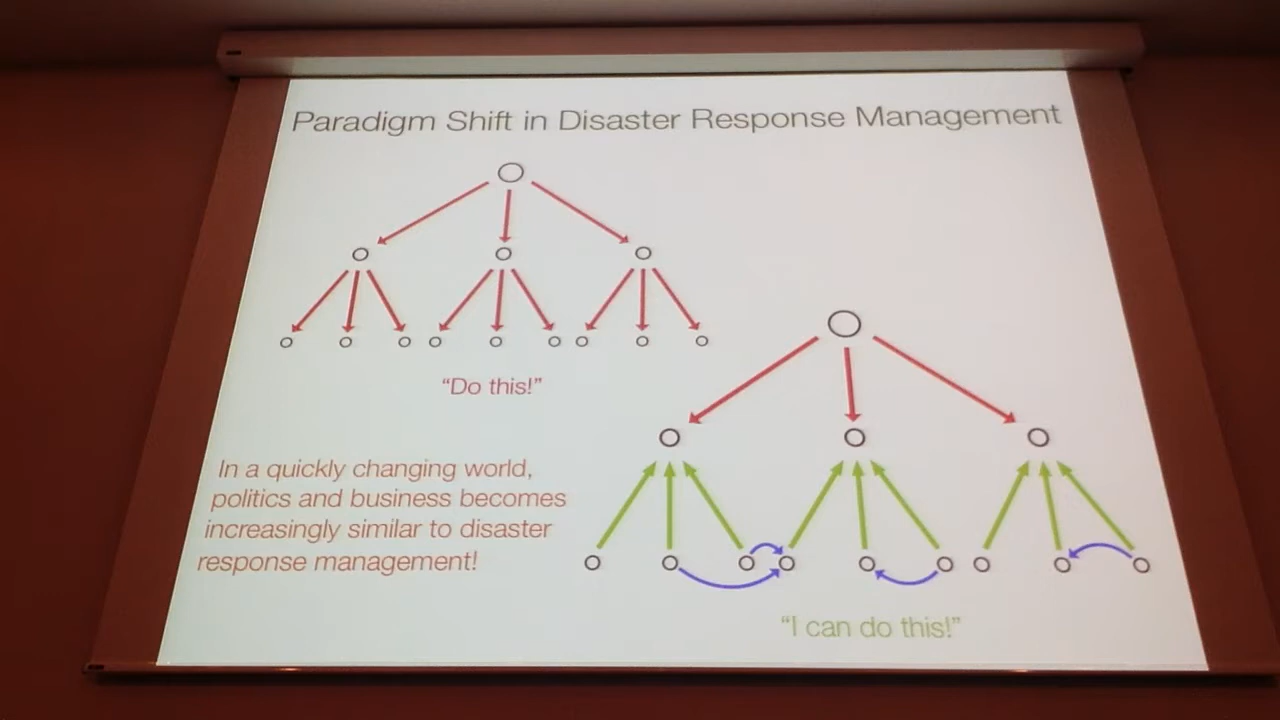 Paradigm Shift in Disaster Response Management
“Do this!”
In a quickly changing world,
politics and business becomes
increasingly similar to disaster
response management!
“I can do this!”